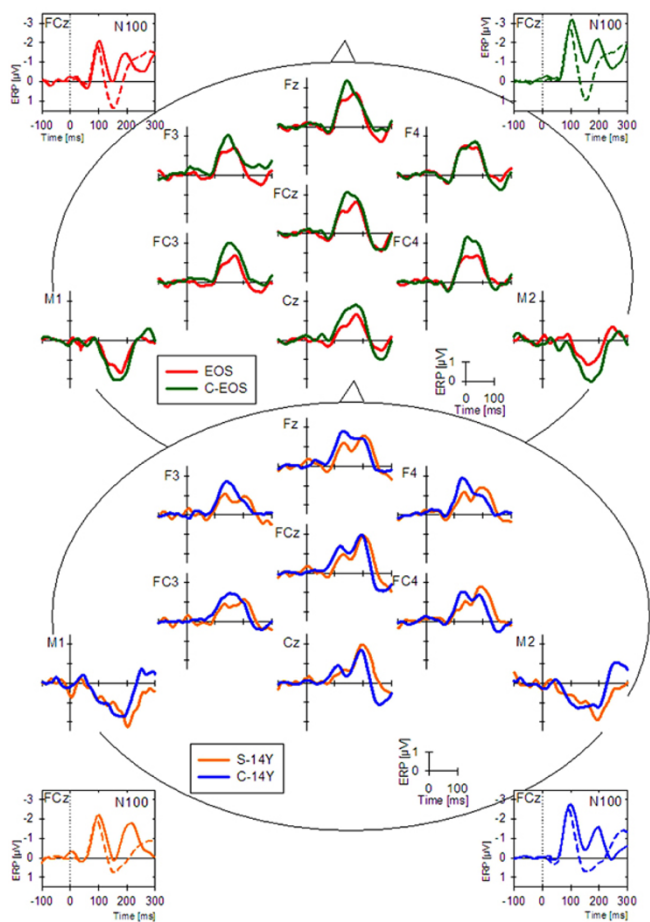 FCz N100
-3
-2
-1
0
1
ERP [µV]
-100 0 100 200 300
Time [ms]
FCz N100
-3
-2
-1
0
1
ERP [µV]
-100 0 100 200 300
Time [ms]
Fz
F3
F4
FCz
FC3
FC4
M1
Cz
M2
EOS
C-EOS
ERP [µV]
1
0
0 100
Time [ms]
Fz
F3
F4
FCz
FC3
FC4
M1
Cz
M2
S-14Y
C-14Y
ERP [µV]
1
0
0 100
Time [ms]
FCz N100
-3
-2
-1
0
1
ERP [µV]
-100 0 100 200 300
Time [ms]
FCz N100
-3
-2
-1
0
1
ERP [µV]
-100 0 100 200 300
Time [ms]